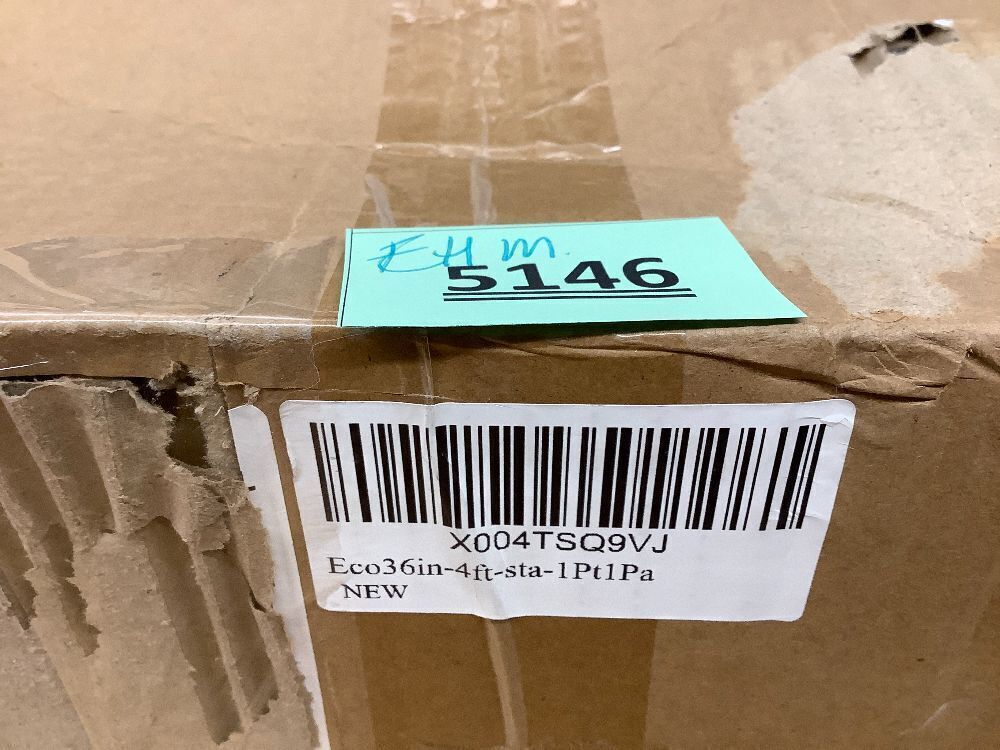 EHM.
5146
X004TSQ9VJ
Eco36in-4ft-sta-1Pt1Pa
NEW